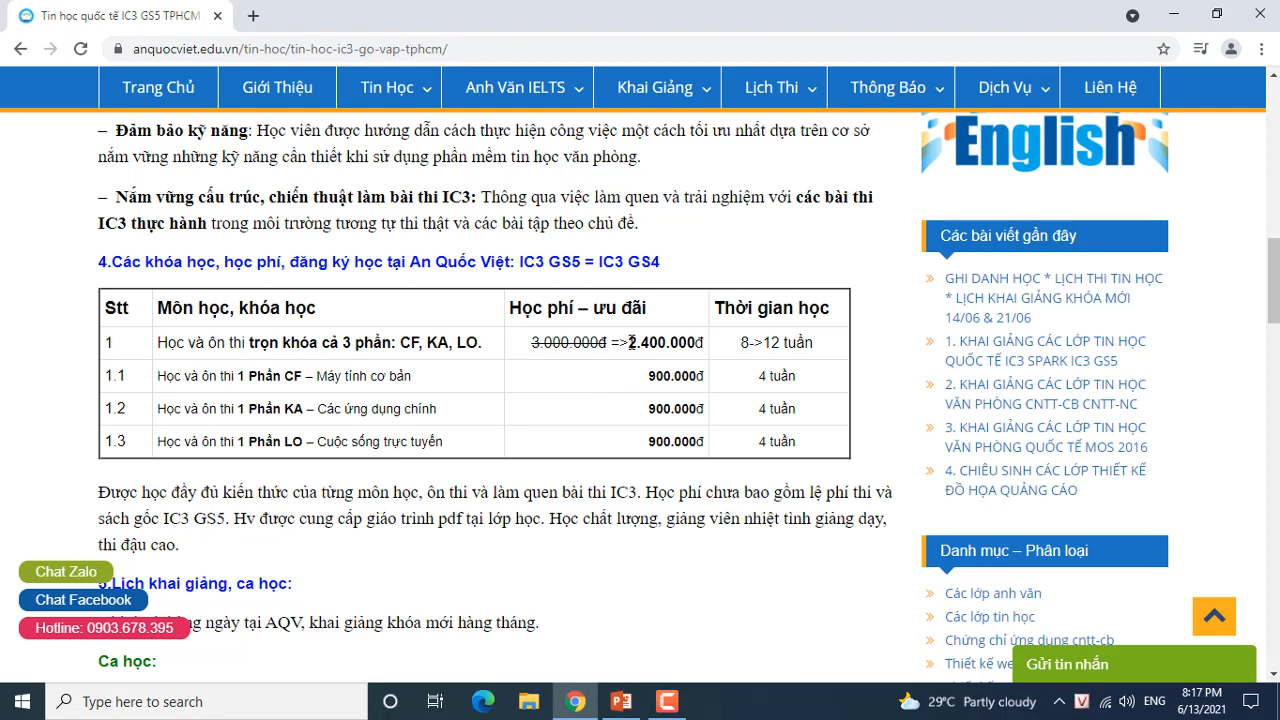 Tin học quốc tế IC3 GS5 TPHCM
anquocviet.edu.vn/tin-hoc/tin-hoc-ic3-go-vap-tphcm/
Trang Chủ Giới Thiệu Tin Học Anh Văn IELTS Khai Giảng Lịch Thi Thông Báo Dịch Vụ Liên Hệ
– Đảm bảo kỹ năng: Học viên được hướng dẫn cách thực hiện công việc một cách tối ưu nhất dựa trên cơ sở
nắm vững những kỹ năng cần thiết khi sử dụng phần mềm tin học văn phòng.
– Nắm vững cấu trúc, chiến thuật làm bài thi IC3: Thông qua việc làm quen và trải nghiệm với các bài thi
IC3 thực hành trong môi trường tương tự thi thật và các bài tập theo chủ đề.
4.Các khóa học, học phí, đăng ký học tại An Quốc Việt: IC3 GS5 = IC3 GS4
Stt Môn học, khóa học Học phí – ưu đãi Thời gian học
1 Học và ôn thi trọn khóa cả 3 phần: CF, KA, LO. 3.000.000đ =>2.400.000đ 8->12 tuần
1.1 Học và ôn thi 1 Phần CF – Máy tính cơ bản 900.000đ 4 tuần
1.2 Học và ôn thi 1 Phần KA – Các ứng dụng chính 900.000đ 4 tuần
1.3 Học và ôn thi 1 Phần LO – Cuộc sống trực tuyến 900.000đ 4 tuần
Được học đầy đủ kiến thức của từng môn học, ôn thi và làm quen bài thi IC3. Học phí chưa bao gồm lệ phí thi và
sách gốc IC3 GS5. Hv được cung cấp giáo trình pdf tại lớp học. Học chất lượng, giảng viên nhiệt tình giảng dạy,
thi đậu cao.
5.Lịch khai giảng, ca học:
ngày tại AQV, khai giảng khóa mới hàng tháng.
Ca học:
Chat Zalo
Chat Facebook
Hotline: 0903.678.395
English
Các bài viết gần đây
GHI DANH HỌC * LỊCH THI TIN HỌC
* LỊCH KHAI GIẢNG KHÓA MỚI
14/06 & 21/06
1. KHAI GIẢNG CÁC LỚP TIN HỌC
QUỐC TẾ IC3 SPARK IC3 GS5
2. KHAI GIẢNG CÁC LỚP TIN HỌC
VĂN PHÒNG CNTT-CB CNTT-NC
3. KHAI GIẢNG CÁC LỚP TIN HỌC
VĂN PHÒNG QUỐC TẾ MOS 2016
4. CHIÊU SINH CÁC LỚP THIẾT KẾ
ĐỒ HỌA QUẢNG CÁO
Danh mục – Phân loại
Các lớp anh văn
Các lớp tin học
Chứng chỉ ứng dụng cntt-cb
Thiết kế we
Gửi tin nhắn
Type here to search
29°C Partly cloudy
ENG
8:17 PM
6/13/2021